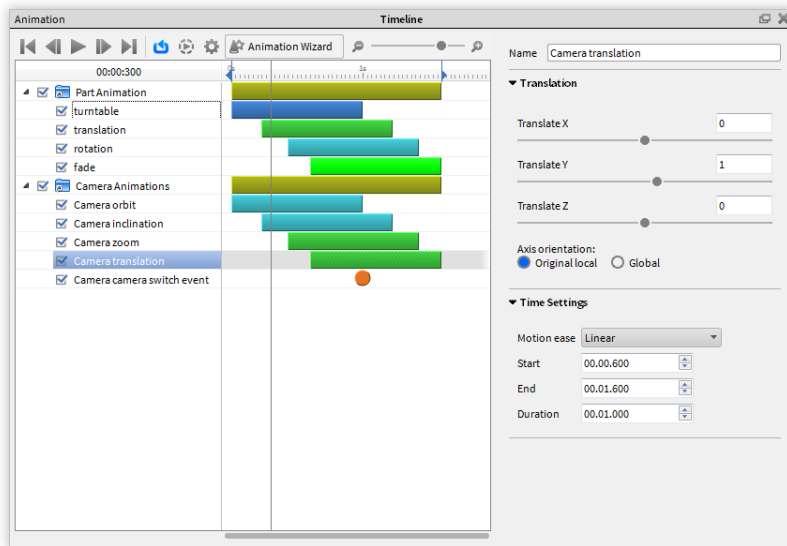 Animation Timeline
Animation Wizard
00:00:300 0s 1s
Part Animation
turntable
translation
rotation
fade
Camera Animations
Camera orbit
Camera inclination
Camera zoom
Camera translation
Camera camera switch event
Name Camera translation
Translation
Translate X 0
Translate Y 1
Translate Z 0
Axis orientation:
Original local Global
Time Settings
Motion ease Linear
Start 00.00.600
End 00.01.600
Duration 00.01.000